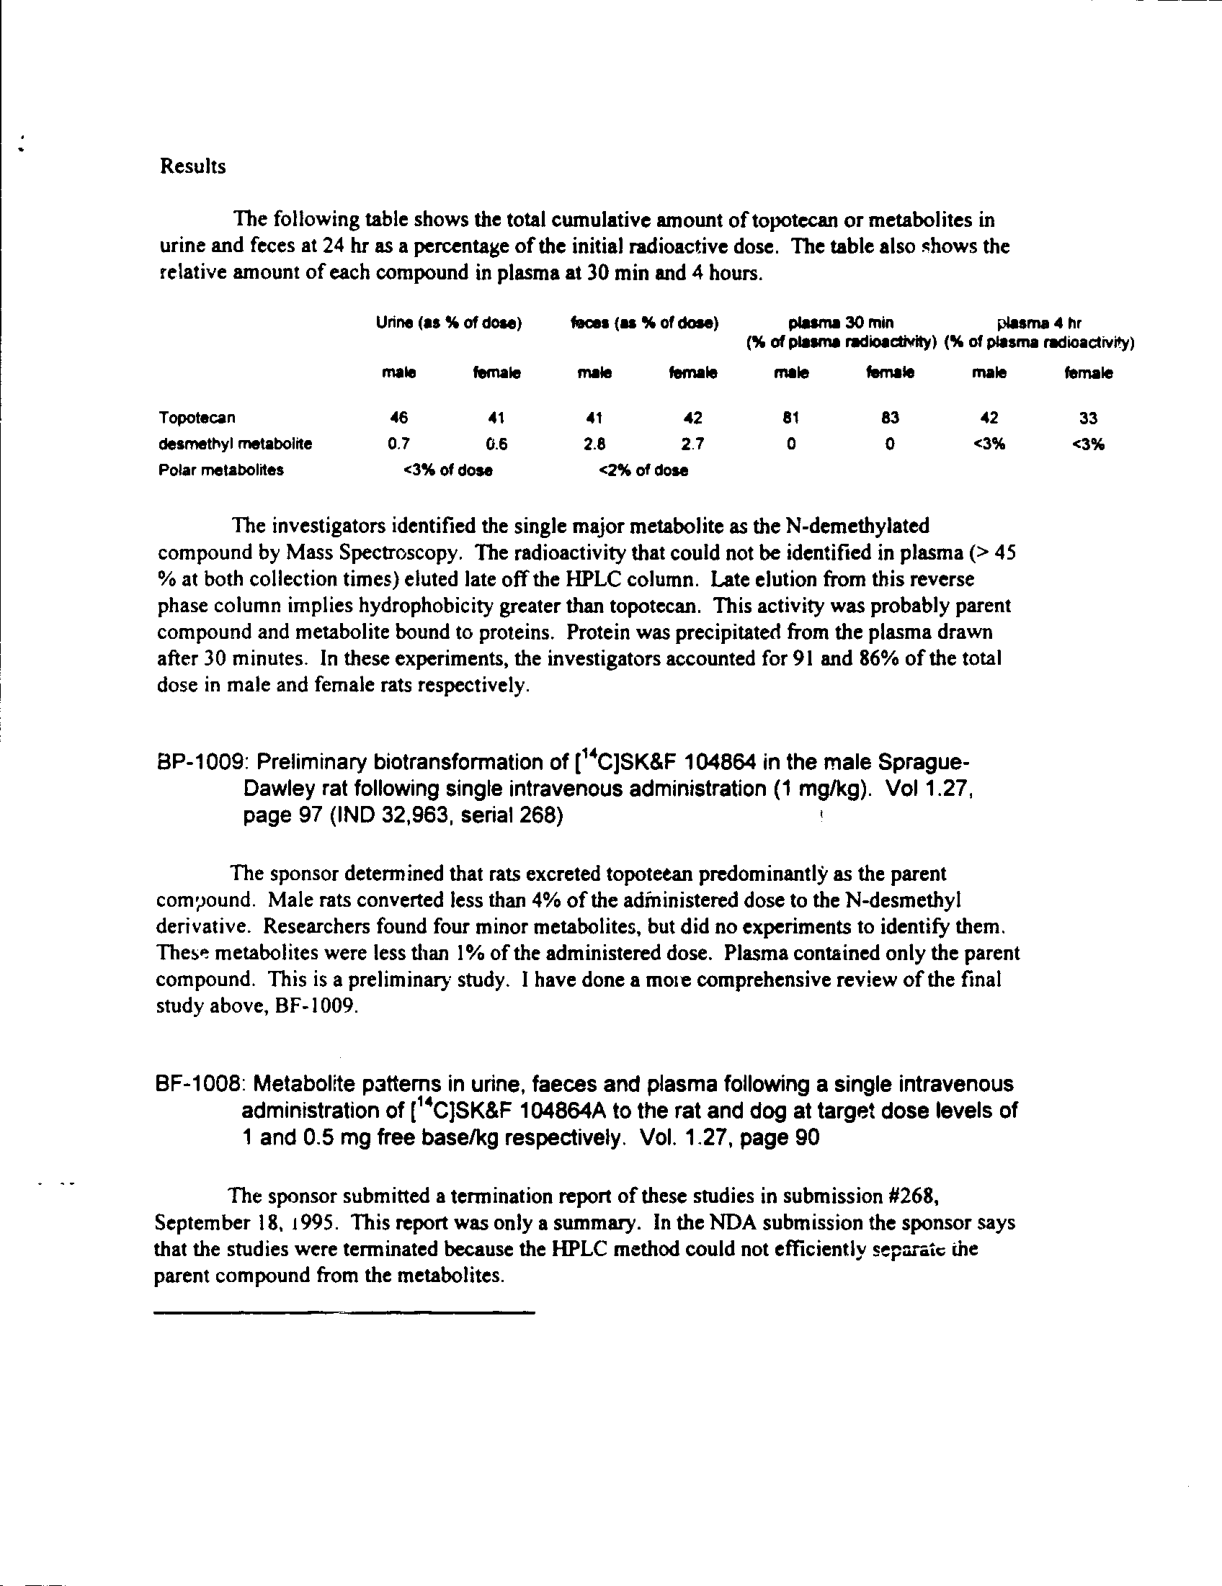 Results
The following table shows the total cumulative amount of topotecan or metabolites in
urine and feces at 24 hr as a percentage of the initial radioactive dose. The table also shows the
relative amount of each compound in plasma at 30 min and 4 hours.
Urine (as % of dose) feces (as % of dose) plasma 30 min plasma 4 hr
(% of plasma radioactivity) (% of plasma radioactivity)
male female male female male female male female
Topotecan 46 41 41 42 81 83 42 33
desmethyl metabolite 0.7 0.6 2.8 2.7 0 0 <3% <3%
Polar metabolites <3% of dose <2% of dose
The investigators identified the single major metabolite as the N-demethylated
compound by Mass Spectroscopy. The radioactivity that could not be identified in plasma (> 45
% at both collection times) eluted late off the HPLC column. Late elution from this reverse
phase column implies hydrophobicity greater than topotecan. This activity was probably parent
compound and metabolite bound to proteins. Protein was precipitated from the plasma drawn
after 30 minutes. In these experiments, the investigators accounted for 91 and 86% of the total
dose in male and female rats respectively.
BP-1009: Preliminary biotransformation of [¹⁴C]SK&F 104864 in the male Sprague-
Dawley rat following single intravenous administration (1 mg/kg). Vol 1.27,
page 97 (IND 32,963, serial 268)
The sponsor determined that rats excreted topotecan predominantly as the parent
compound. Male rats converted less than 4% of the administered dose to the N-desmethyl
derivative. Researchers found four minor metabolites, but did no experiments to identify them.
These metabolites were less than 1% of the administered dose. Plasma contained only the parent
compound. This is a preliminary study. I have done a more comprehensive review of the final
study above, BF-1009.
BF-1008: Metabolite patterns in urine, faeces and plasma following a single intravenous
administration of [¹⁴C]SK&F 104864A to the rat and dog at target dose levels of
1 and 0.5 mg free base/kg respectively. Vol. 1.27, page 90
The sponsor submitted a termination report of these studies in submission #268,
September 18, 1995. This report was only a summary. In the NDA submission the sponsor says
that the studies were terminated because the HPLC method could not efficiently separate the
parent compound from the metabolites.